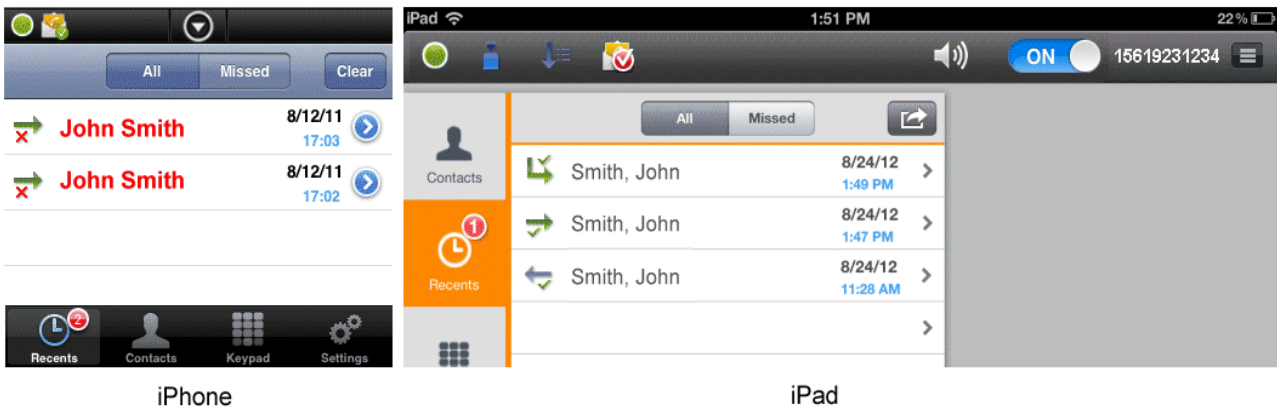 All Missed Clear
John Smith 8/12/11
17:03
John Smith 8/12/11
17:02
2
Recents Contacts Keypad Settings
iPhone
iPad 1:51 PM 22%
ON 15619231234
All Missed
Contacts
Smith, John 8/24/12
1:49 PM
1
Recents
Smith, John 8/24/12
1:47 PM
Smith, John 8/24/12
11:28 AM
iPad